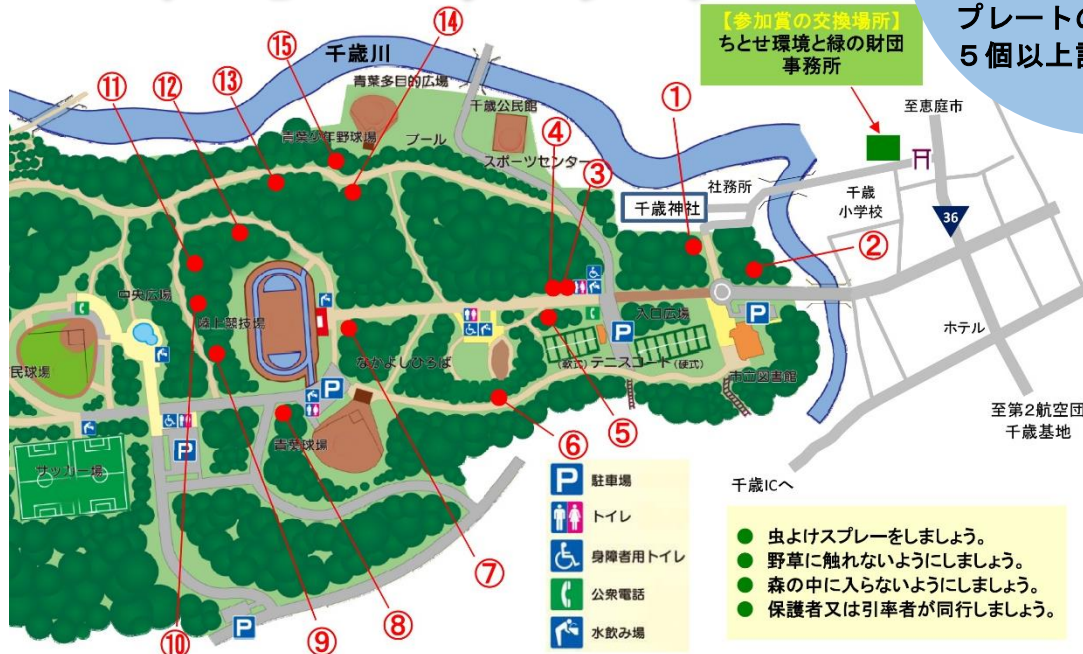 【参加賞の交換場所】
ちとせ環境と緑の財団
事務所
プレートの
５個以上
⑭
⑮
千歳川
青葉多目的広場
⑪
⑫
⑬
千歳公民館
①
至恵庭市
青葉少年野球場
プール
④
スポーツセンター
③
社務所
千歳神社
千歳
小学校
36
②
中央広場
陸上競技場
入口広場
P
P
ホテル
なかよしひろば
(軟式)テニスコート(硬式)
民球場
市立図書館
P
⑤
至第２航空団
千歳基地
青葉球場
⑥
P
サッカー場
千歳ICへ
P 駐車場
トイレ
身障者用トイレ
公衆電話
水飲み場
⑦
⑧
⑨
⑩
P
● 虫よけスプレーをしましょう。
● 野草に触れないようにしましょう。
● 森の中に入らないようにしましょう。
● 保護者又は引率者が同行しましょう。